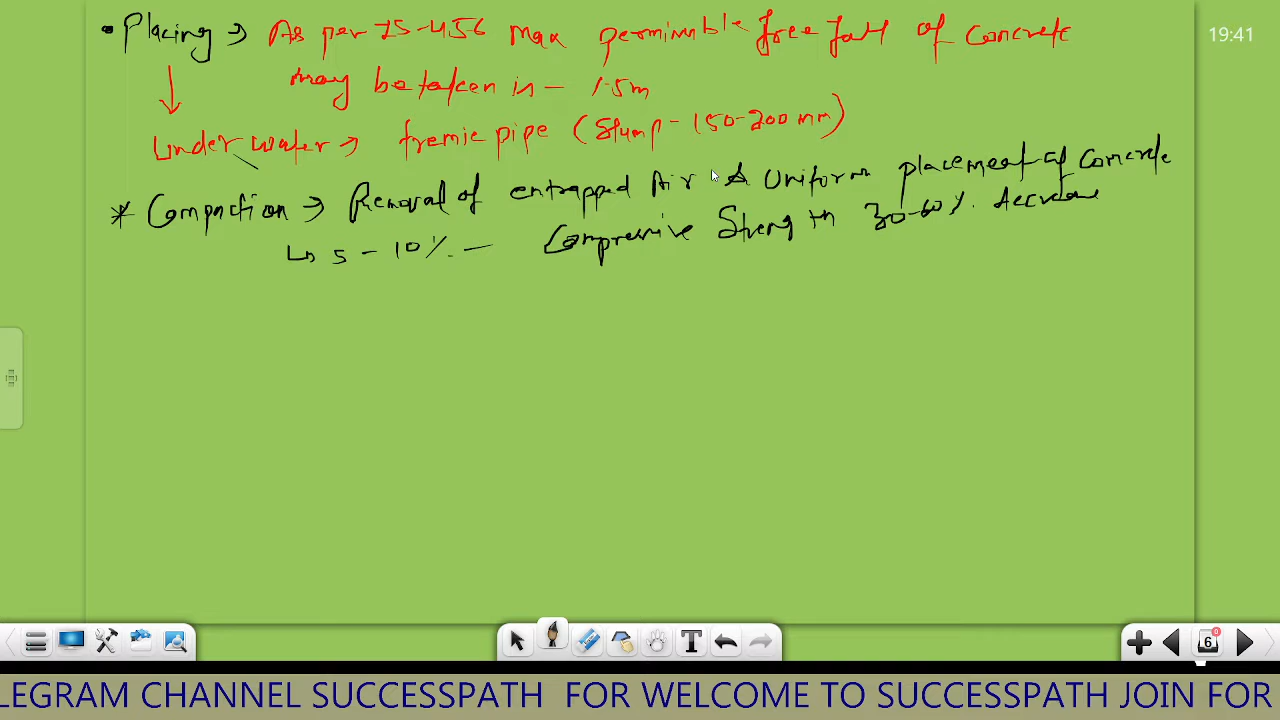 • Placing → As per IS-456 max permissible free fall of concrete
19:41
may be taken is - 1.5m
Under water → tremie pipe (Slump - 150-200 mm)
* Compaction → Removal of entrapped Air & Uniform placement of concrete
↳ 5 - 10% - Compressive Strength 30-60% decrease
T
6
LEGRAM CHANNEL SUCCESSPATH FOR WELCOME TO SUCCESSPATH JOIN FOR